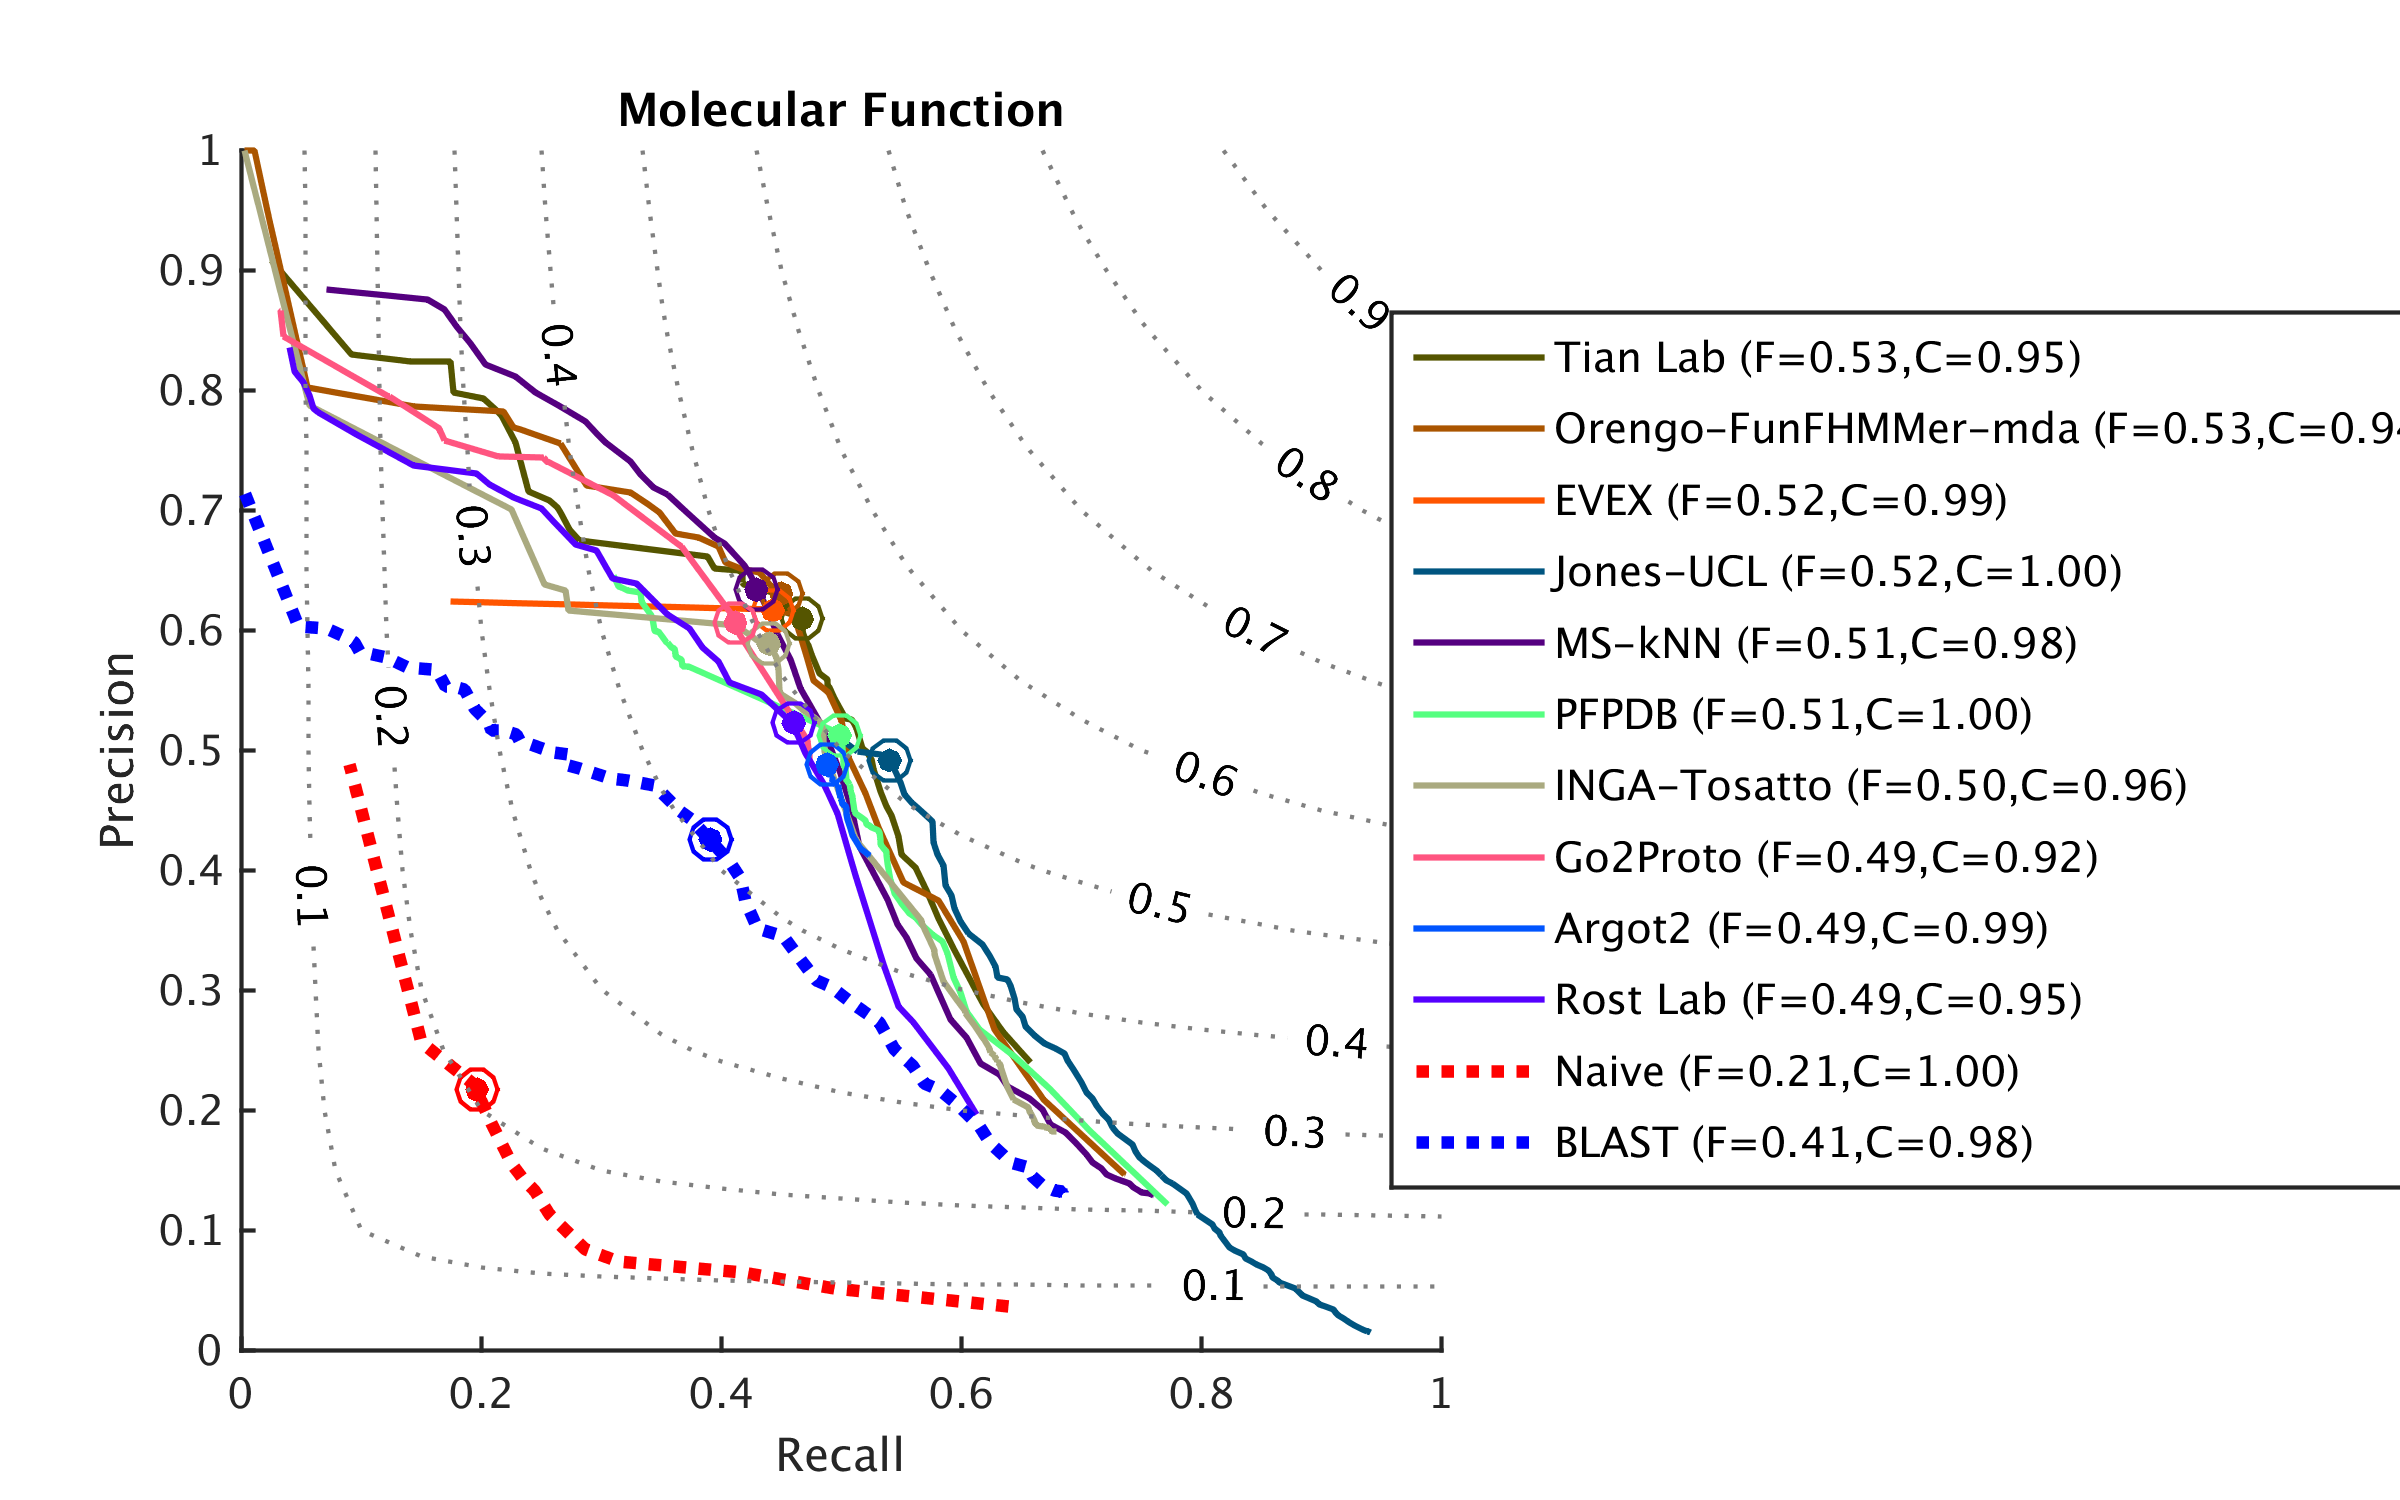 Molecular Function
Precision
1
0.9
0.8
0.7
0.6
0.5
0.4
0.3
0.2
0.1
0
0 0.2 0.4 0.6 0.8 1
Recall
0.1
0.2
0.3
0.4
0.9
0.8
0.7
0.6
0.5
0.4
0.3
0.2
0.1
Tian Lab (F=0.53,C=0.95)
Orengo-FunFHMMer-mda (F=0.53,C=0.94
EVEX (F=0.52,C=0.99)
Jones-UCL (F=0.52,C=1.00)
MS-kNN (F=0.51,C=0.98)
PFPDB (F=0.51,C=1.00)
INGA-Tosatto (F=0.50,C=0.96)
Go2Proto (F=0.49,C=0.92)
Argot2 (F=0.49,C=0.99)
Rost Lab (F=0.49,C=0.95)
Naive (F=0.21,C=1.00)
BLAST (F=0.41,C=0.98)